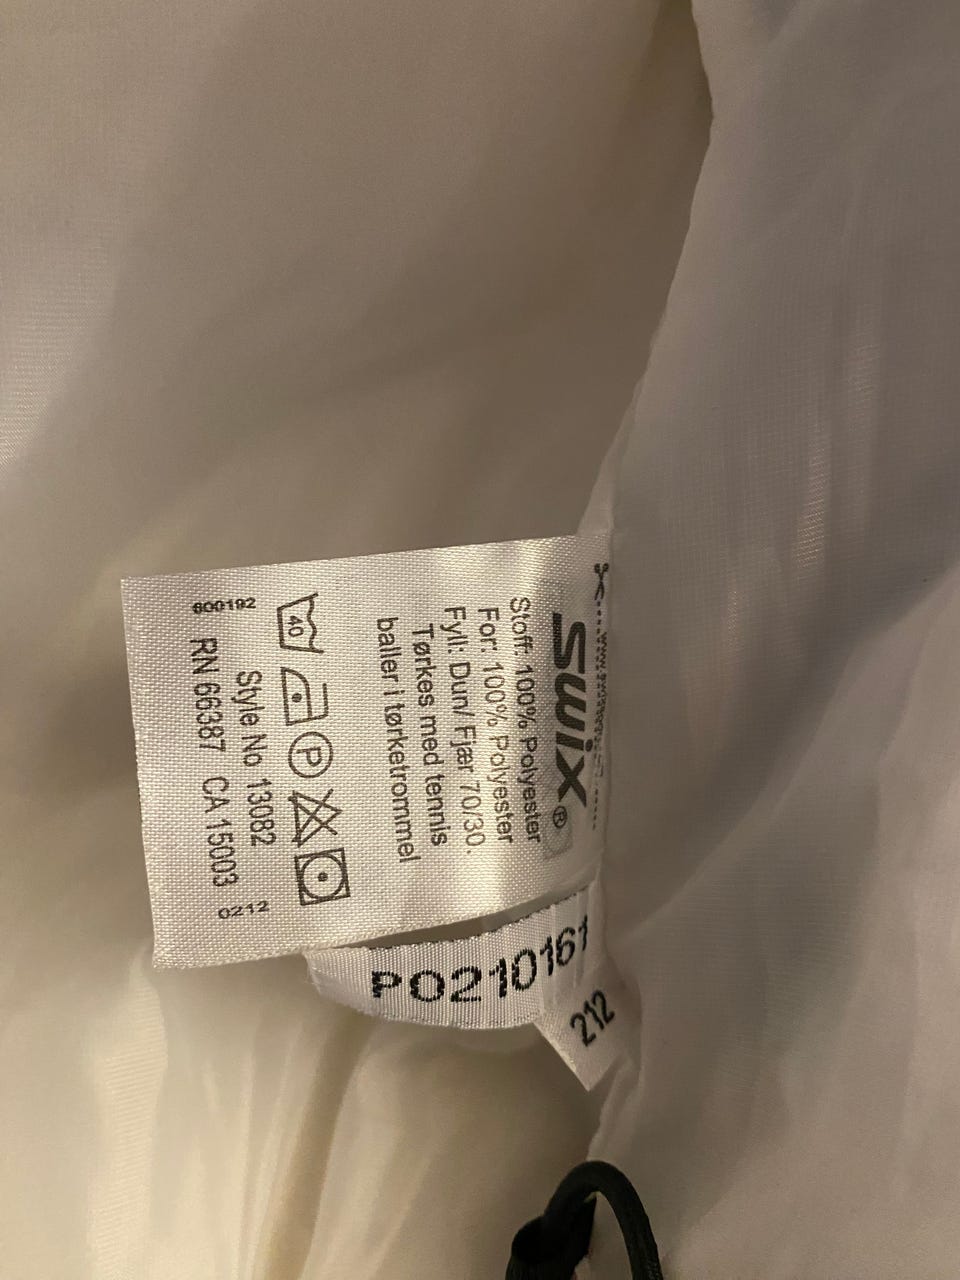 swix®
Stoff: 100% Polyester
For: 100% Polyester
Fyll: Dun/ Fjær 70/30.
Tørkes med tennis
baller i tørketrommel
40
P
Style No 13082
600192 RN 66387 CA 15003 0212
PO210161
212